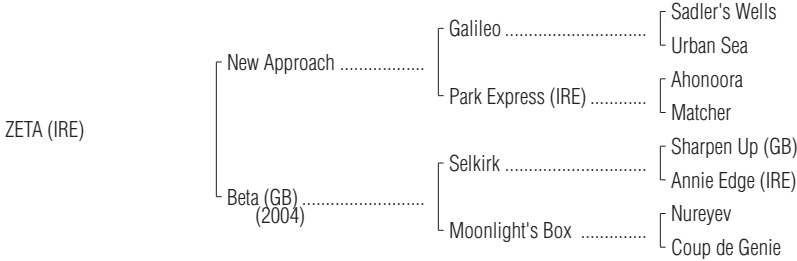 Sadler's Wells
Galileo ..............................
Urban Sea
New Approach ..................
Ahonoora
Park Express (IRE) ............
Matcher
ZETA (IRE)
Sharpen Up (GB)
Selkirk ..............................
Annie Edge (IRE)
Beta (GB) ..........................
(2004)
Nureyev
Moonlight's Box ..............
Coup de Genie